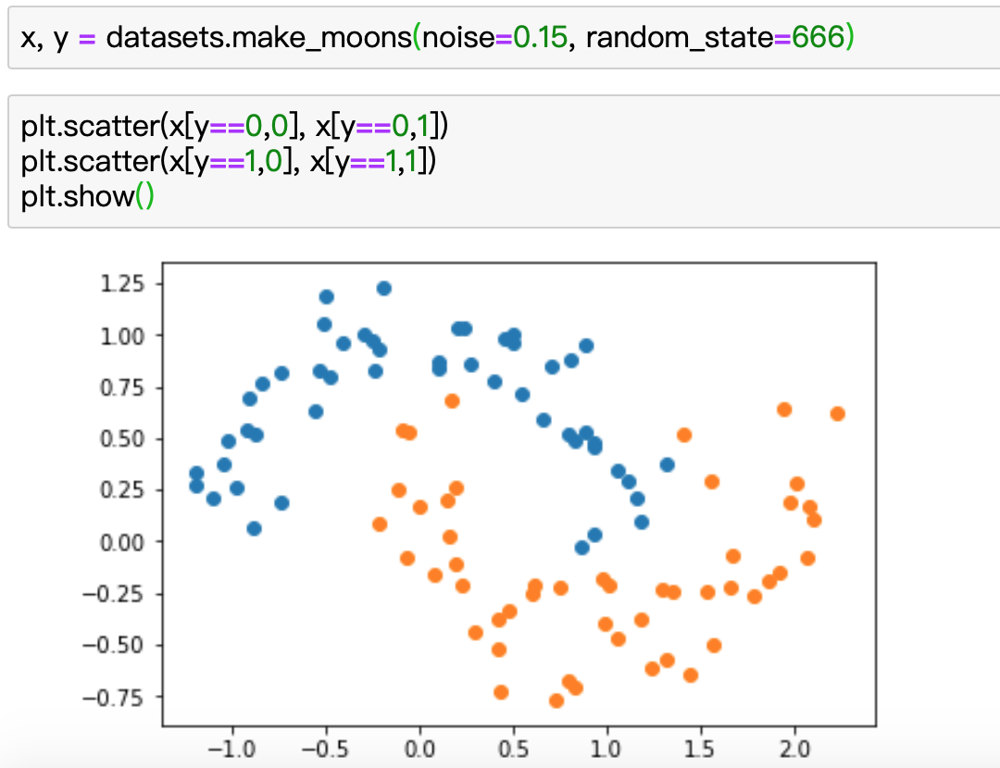 x, y = datasets.make_moons(noise=0.15, random_state=666)
plt.scatter(x[y==0,0], x[y==0,1])
plt.scatter(x[y==1,0], x[y==1,1])
plt.show()
1.25
1.00
0.75
0.50
0.25
0.00
−0.25
−0.50
−0.75
−1.0 −0.5 0.0 0.5 1.0 1.5 2.0